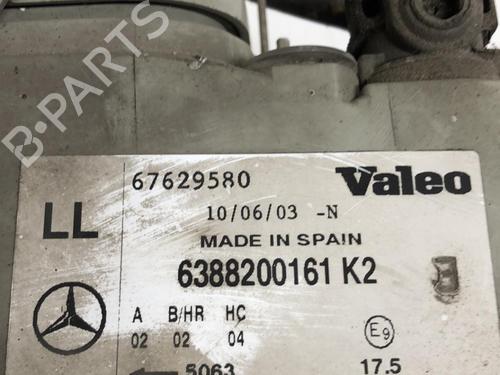 B-PARTS
67629580
Valeo
LL
10/06/03 -N
MADE IN SPAIN
6388200161 K2
A B/HR HC
02 02 04
E9
5063
17.5